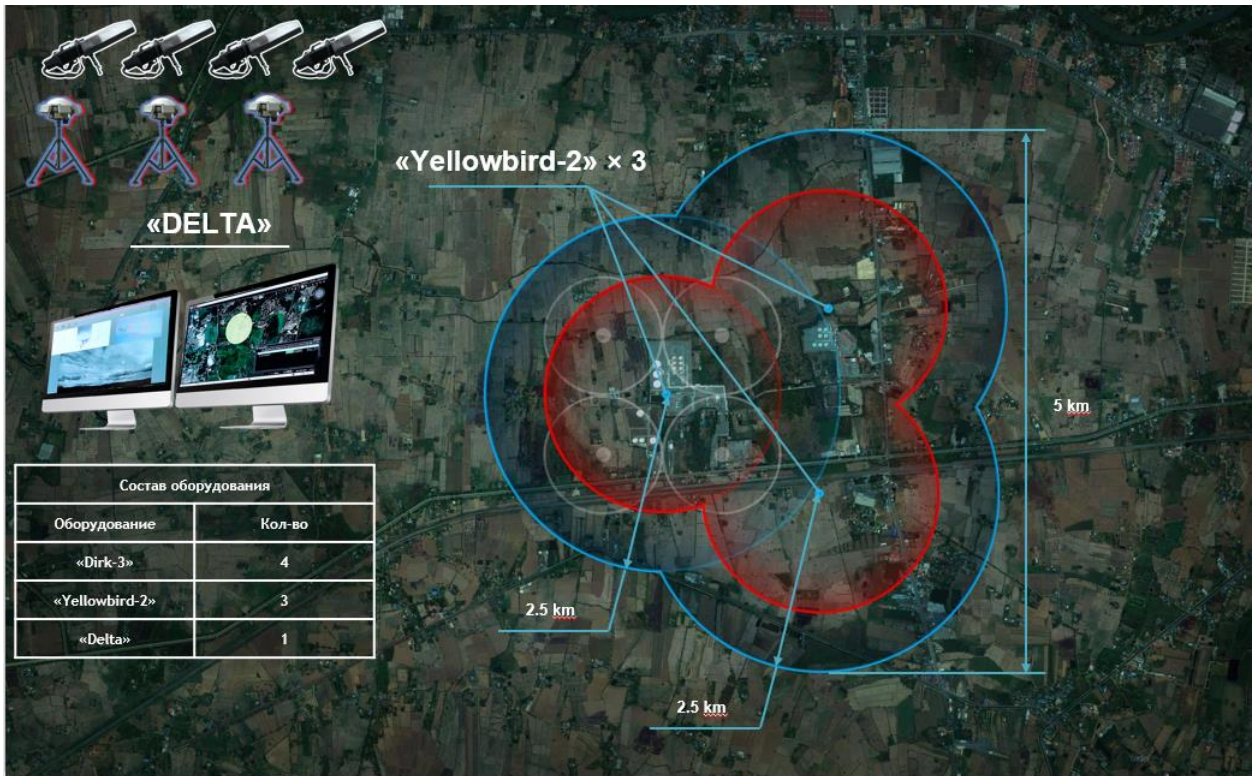 «Yellowbird-2» × 3
«DELTA»
5 km
Состав оборудования
Оборудование Кол-во
«Dirk-3» 4
«Yellowbird-2» 3
«Delta» 1
2.5 km
2.5 km